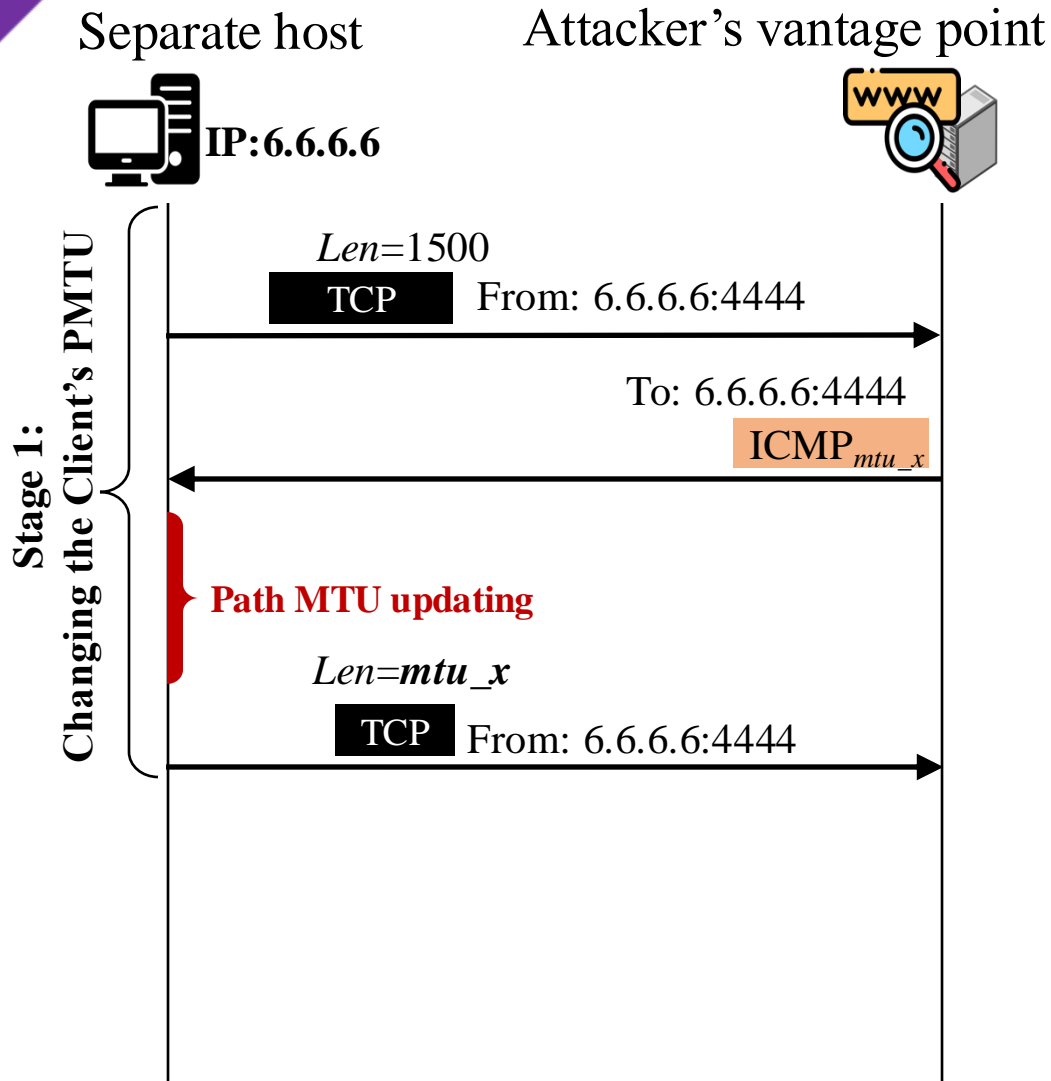 Separate host
Attacker’s vantage point
www
IP:6.6.6.6
Stage 1:
Changing the Client’s PMTU
Len=1500
TCP
From: 6.6.6.6:4444
To: 6.6.6.6:4444
ICMPmtu_x
Path MTU updating
Len=mtu_x
TCP
From: 6.6.6.6:4444